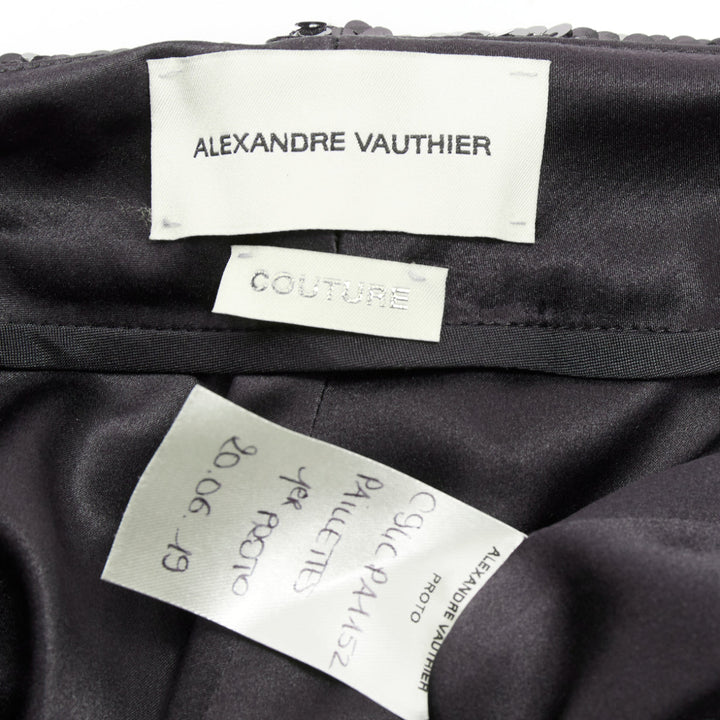 ALEXANDRE VAUTHIER
COUTURE
ALEXANDRE VAUTHIER
PROTO
PAILLETTES
1ER PROTO
20.06.19